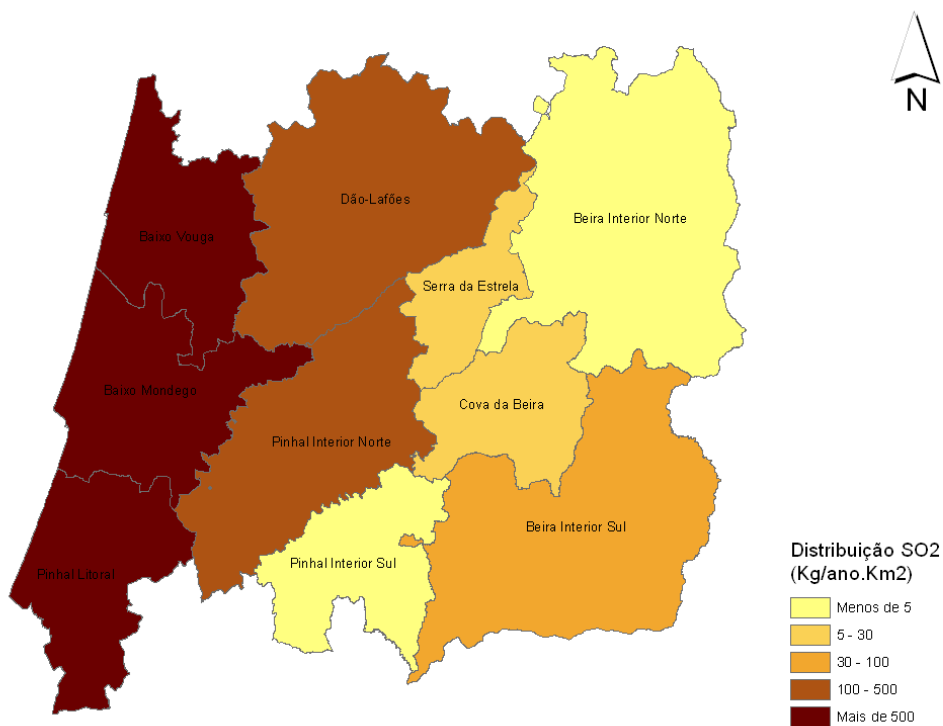 N
Dão-Lafões
Beira Interior Norte
Baixo Vouga
Serra da Estrela
Baixo Mondego
Cova da Beira
Pinhal Interior Norte
Beira Interior Sul
Pinhal Interior Sul
Pinhal Litoral
Distribuição SO2
(Kg/ano.Km2)
Menos de 5
5 - 30
30 - 100
100 - 500
Mais de 500